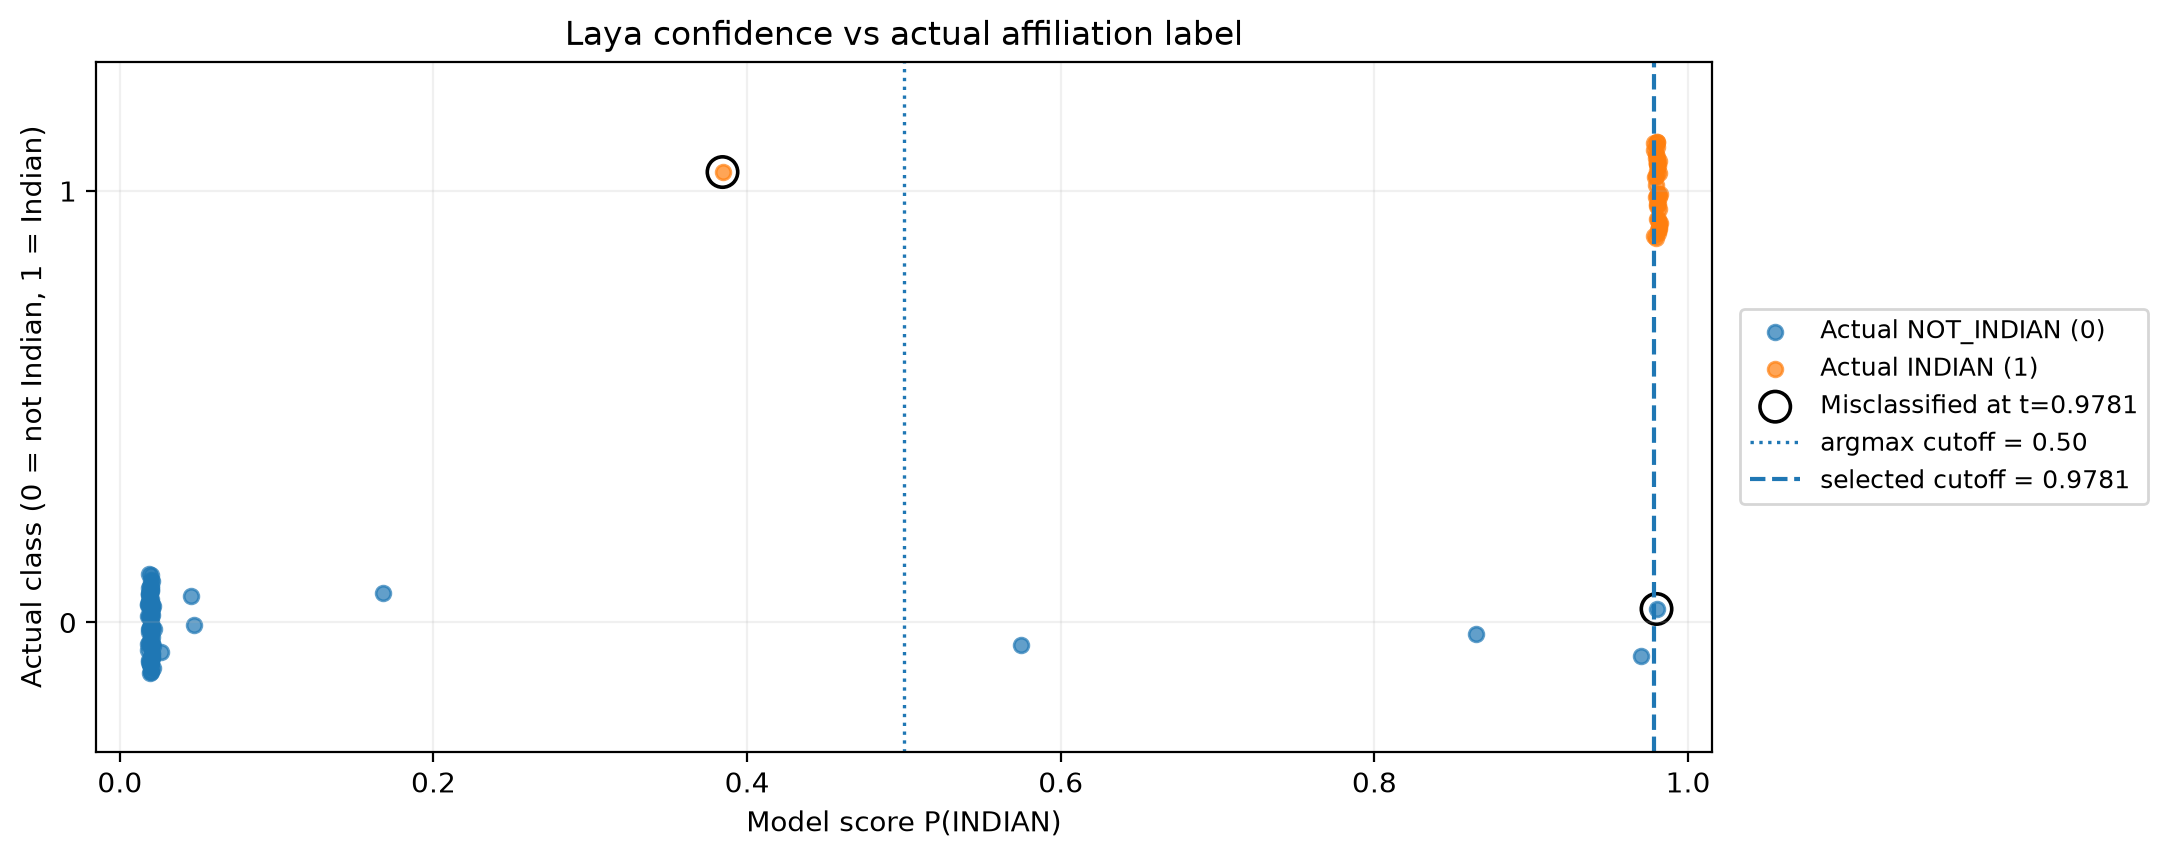 Laya confidence vs actual affiliation label
Actual class (0 = not Indian, 1 = Indian)
1
0
0.0 0.2 0.4 0.6 0.8 1.0
Model score P(INDIAN)
Actual NOT_INDIAN (0)
Actual INDIAN (1)
Misclassified at t=0.9781
argmax cutoff = 0.50
selected cutoff = 0.9781